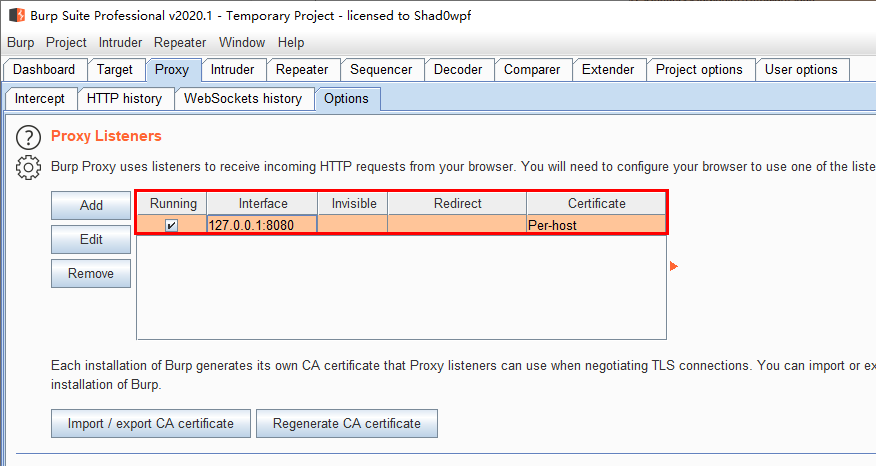 Burp Suite Professional v2020.1 - Temporary Project - licensed to Shad0wpf
Burp Project Intruder Repeater Window Help
Dashboard Target Proxy Intruder Repeater Sequencer Decoder Comparer Extender Project options User options
Intercept HTTP history WebSockets history Options
Proxy Listeners
Burp Proxy uses listeners to receive incoming HTTP requests from your browser. You will need to configure your browser to use one of the liste
Add
Edit
Remove
Running Interface Invisible Redirect Certificate
127.0.0.1:8080 Per-host
Each installation of Burp generates its own CA certificate that Proxy listeners can use when negotiating TLS connections. You can import or ex
installation of Burp.
Import / export CA certificate Regenerate CA certificate